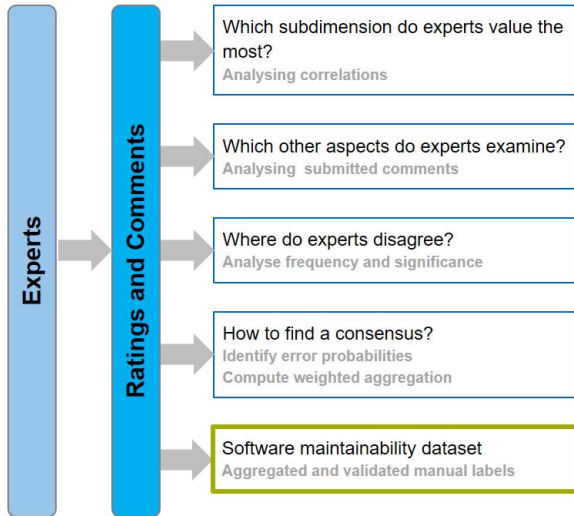 Experts
Ratings and Comments
Which subdimension do experts value the
most?
Analysing correlations
Which other aspects do experts examine?
Analysing submitted comments
Where do experts disagree?
Analyse frequency and significance
How to find a consensus?
Identify error probabilities
Compute weighted aggregation
Software maintainability dataset
Aggregated and validated manual labels